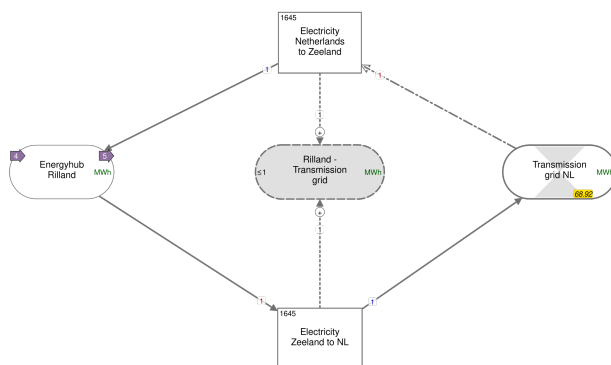 1645
Electricity
Netherlands
to Zeeland
1
1
1
+
4
5
Energyhub
Rilland
MWh
≤1
Rilland -
Transmission
grid
MWh
Transmission
grid NL
MWh
68.92
+
1
1
1
1645
Electricity
Zeeland to NL